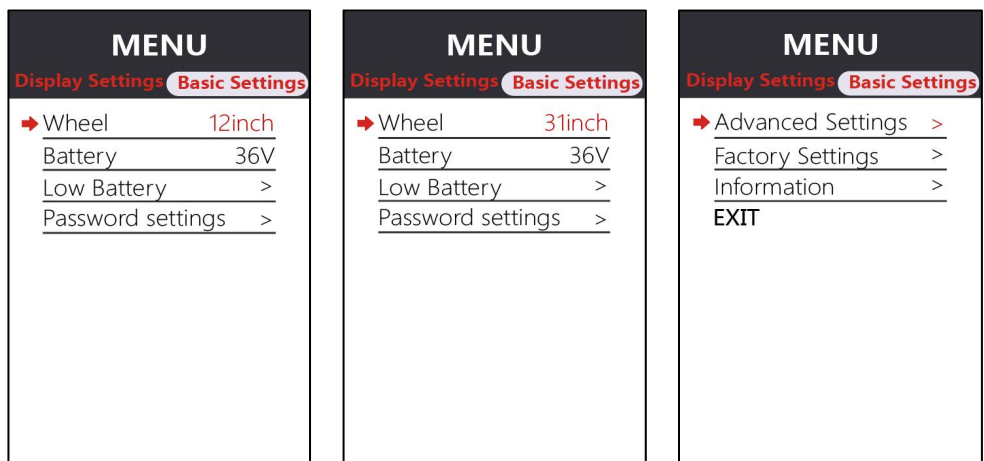 MENU
Display Settings Basic Settings
Wheel 12inch
Battery 36V
Low Battery >
Password settings >
MENU
Display Settings Basic Settings
Wheel 31inch
Battery 36V
Low Battery >
Password settings >
MENU
Display Settings Basic Settings
Advanced Settings >
Factory Settings >
Information >
EXIT